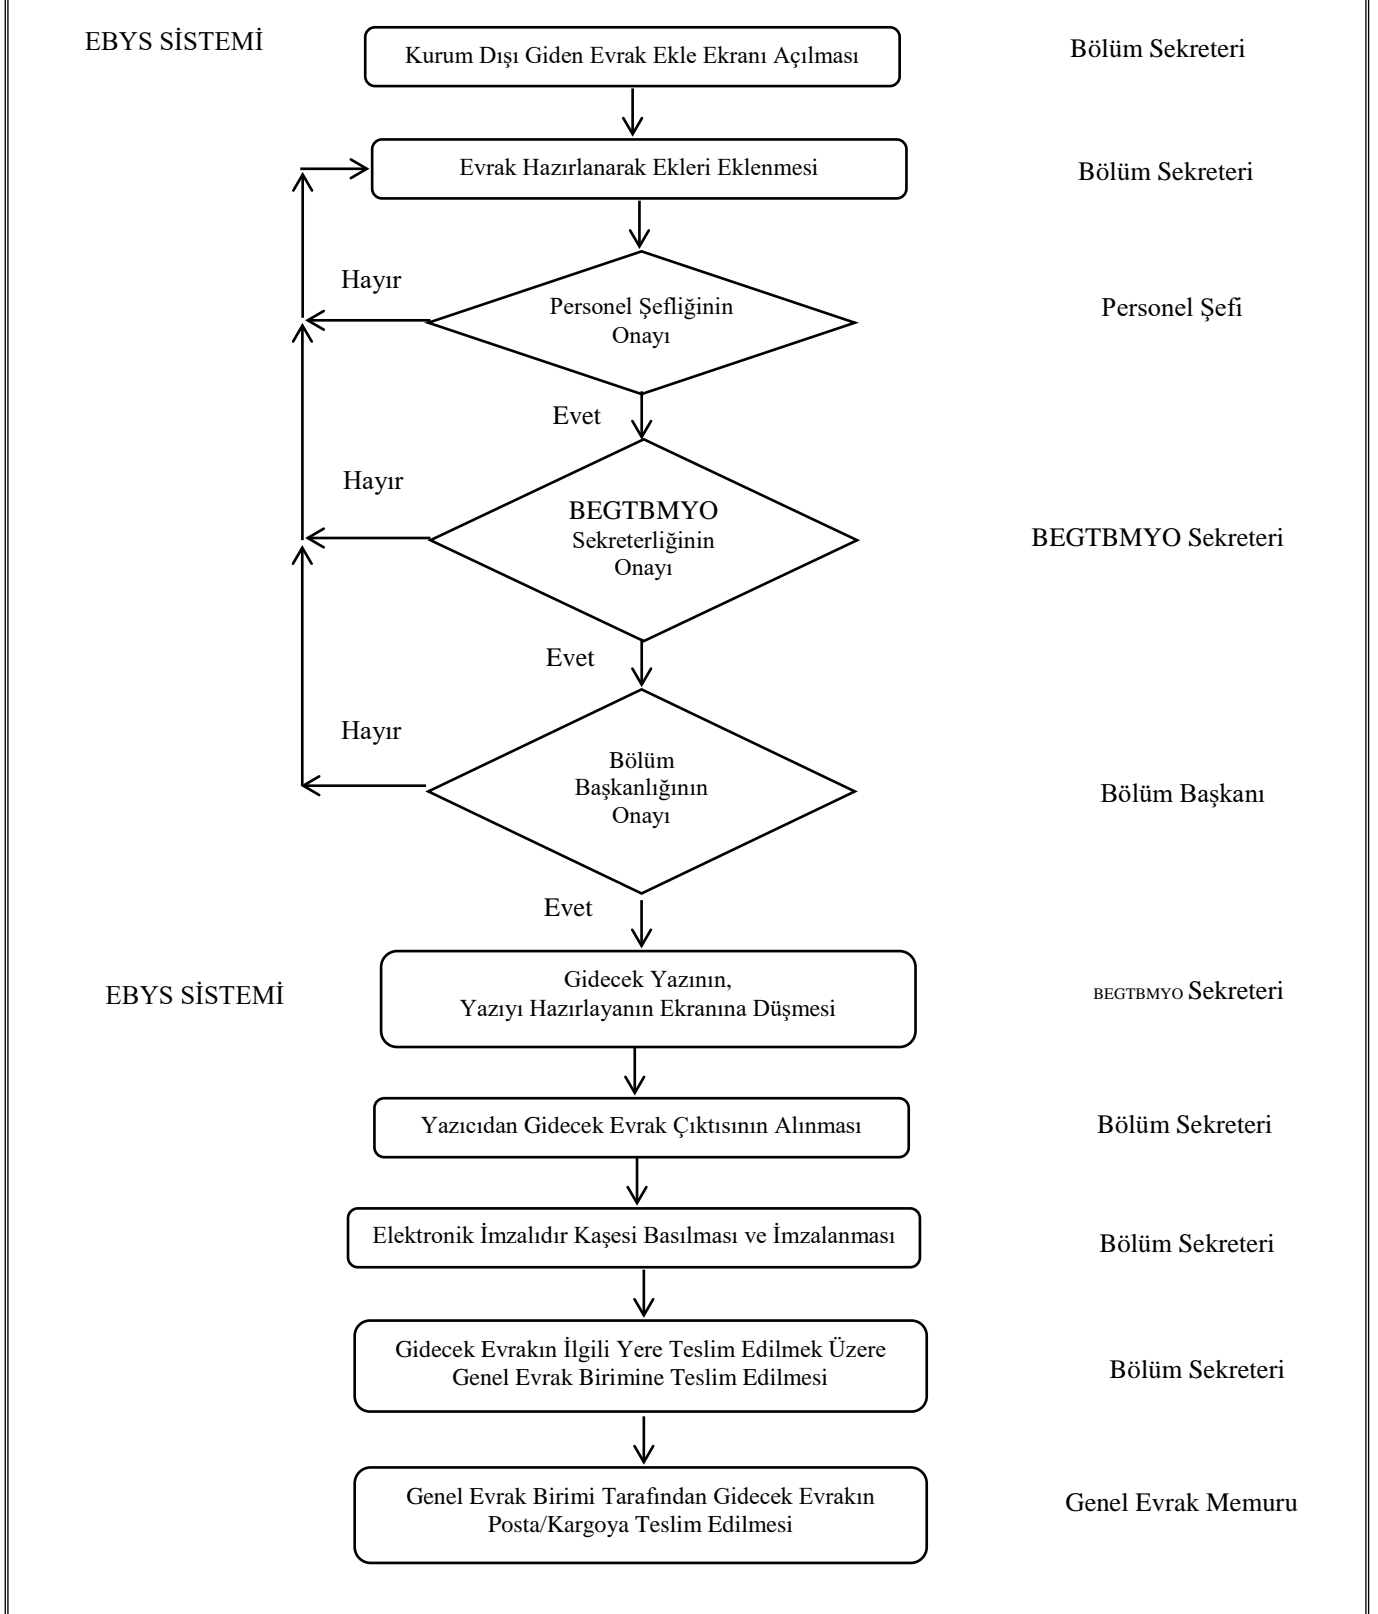 EBYS SİSTEMİ
Kurum Dışı Giden Evrak Ekle Ekranı Açılması
Bölüm Sekreteri
Evrak Hazırlanarak Ekleri Eklenmesi
Bölüm Sekreteri
Hayır
Personel Şefliğinin
Onayı
Personel Şefi
Evet
Hayır
BEGTBMYO
Sekreterliğinin
Onayı
BEGTBMYO Sekreteri
Evet
Hayır
Bölüm
Başkanlığının
Onayı
Bölüm Başkanı
Evet
EBYS SİSTEMİ
Gidecek Yazının,
Yazıyı Hazırlayanın Ekranına Düşmesi
BEGTBMYO Sekreteri
Yazıcıdan Gidecek Evrak Çıktısının Alınması
Bölüm Sekreteri
Elektronik İmzalıdır Kaşesi Basılması ve İmzalanması
Bölüm Sekreteri
Gidecek Evrakın İlgili Yere Teslim Edilmek Üzere
Genel Evrak Birimine Teslim Edilmesi
Bölüm Sekreteri
Genel Evrak Birimi Tarafından Gidecek Evrakın
Posta/Kargoya Teslim Edilmesi
Genel Evrak Memuru